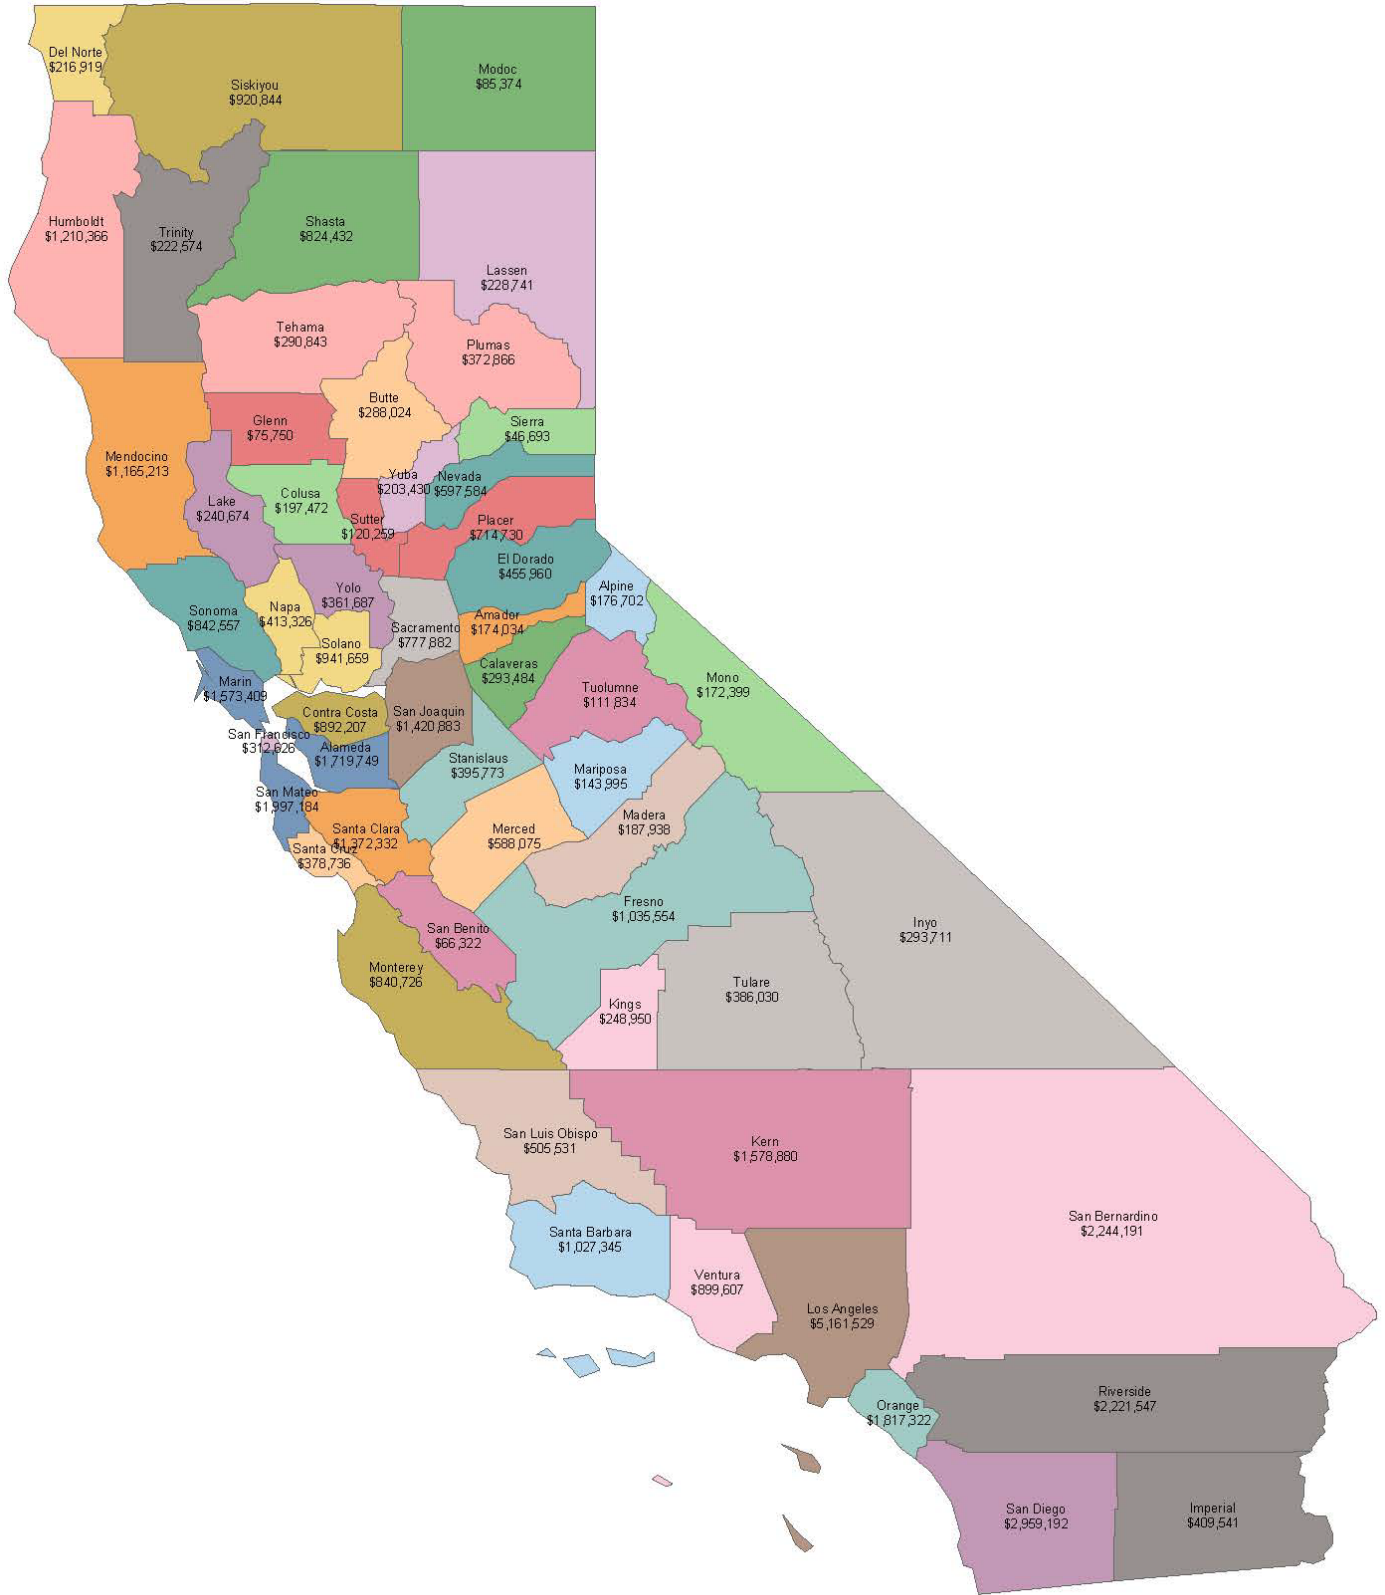 Del Norte
$216,919
Siskiyou
$920,844
Modoc
$85,374
Humboldt
$1,210,366
Trinity
$222,574
Shasta
$824,432
Lassen
$228,741
Tehama
$290,843
Plumas
$372,866
Butte
$288,024
Glenn
$75,750
Sierra
$46,693
Mendocino
$1,165,213
Lake
$240,674
Colusa
$197,472
Yuba
$203,430
Nevada
$597,584
Sutter
$120,259
Placer
$714,730
El Dorado
$455,960
Alpine
$176,702
Sonoma
$842,557
Napa
$413,326
Yolo
$361,687
Solano
$941,659
Sacramento
$777,882
Amador
$174,034
Calaveras
$293,484
Tuolumne
$111,834
Mono
$172,399
Marin
$1,573,409
Contra Costa
$892,207
San Joaquin
$1,420,883
San Francisco
$312,626
Alameda
$1,719,749
Stanislaus
$395,773
Mariposa
$143,995
San Mateo
$1,997,184
Santa Clara
$1,372,332
Santa Cruz
$378,736
Merced
$588,075
Madera
$187,938
Fresno
$1,035,554
Inyo
$293,711
San Benito
$66,322
Monterey
$840,726
Kings
$248,950
Tulare
$386,030
San Luis Obispo
$505,531
Kern
$1,578,880
San Bernardino
$2,244,191
Santa Barbara
$1,027,345
Ventura
$899,607
Los Angeles
$5,161,529
Orange
$1,817,322
Riverside
$2,221,547
San Diego
$2,959,192
Imperial
$409,541